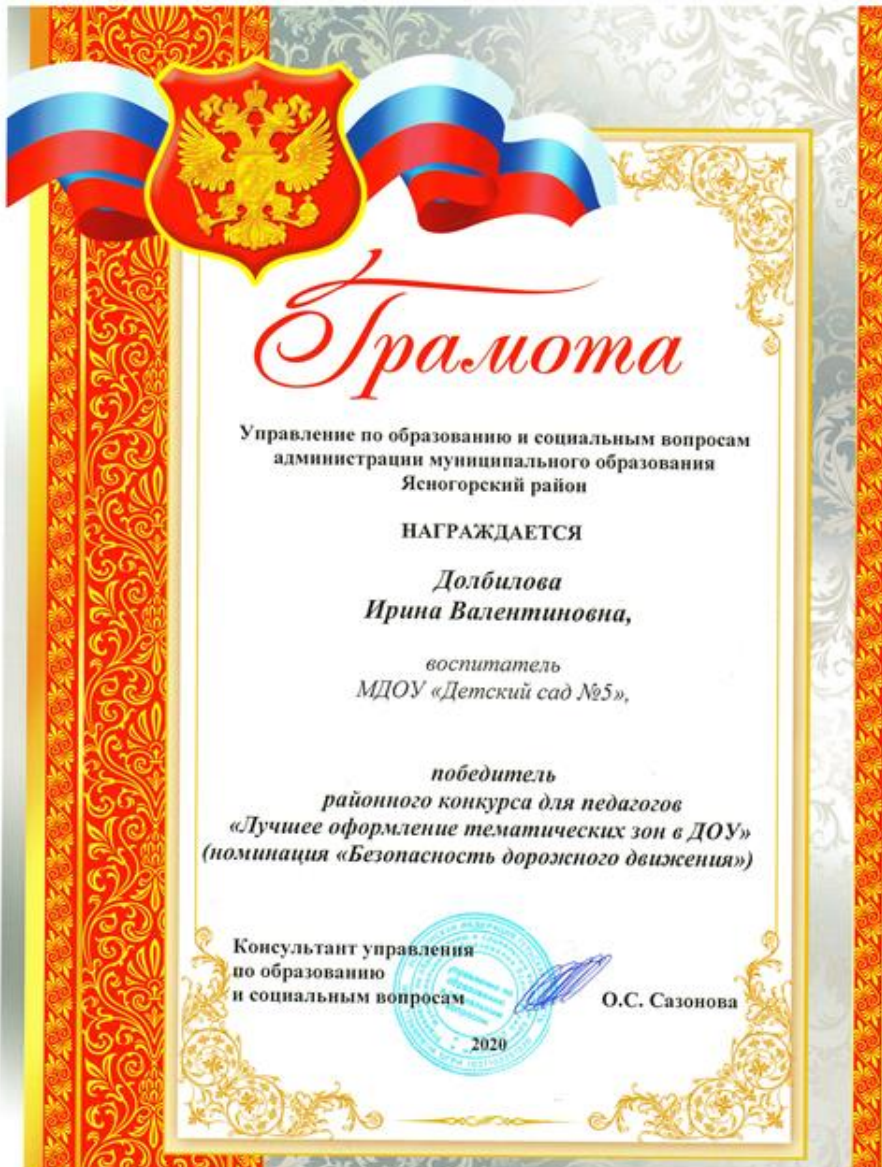 Грамота
Управление по образованию и социальным вопросам
администрации муниципального образования
Ясногорский район
НАГРАЖДАЕТСЯ
Долбилова
Ирина Валентиновна,
воспитатель
МДОУ «Детский сад №5»,
победитель
районного конкурса для педагогов
«Лучшее оформление тематических зон в ДОУ»
(номинация «Безопасность дорожного движения»)
Консультант управления
по образованию
и социальным вопросам
О.С. Сазонова
2020